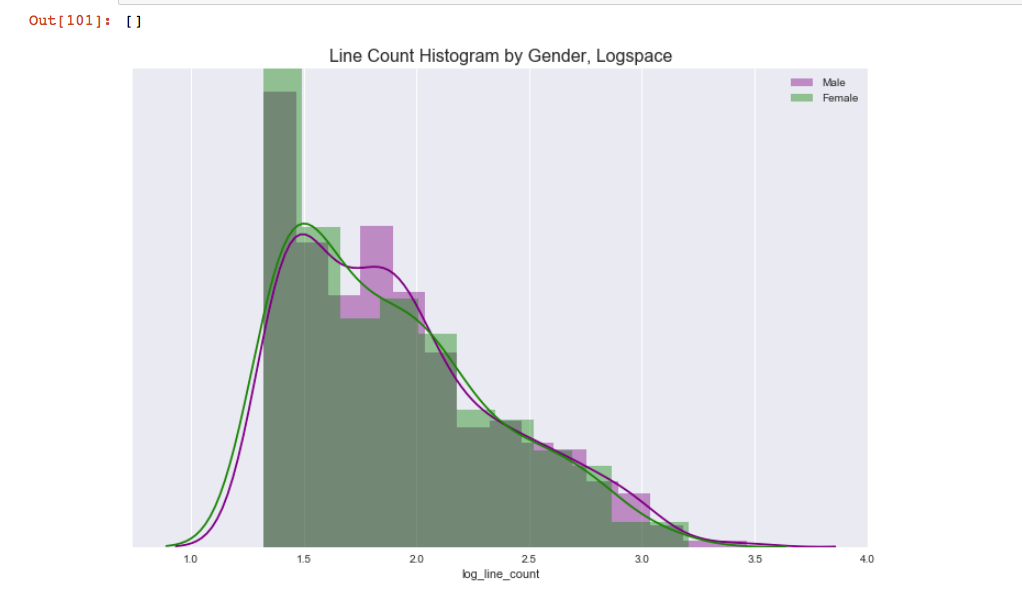 Out[101]: []
Line Count Histogram by Gender, Logspace
Male
Female
1.0 1.5 2.0 2.5 3.0 3.5 4.0
log_line_count